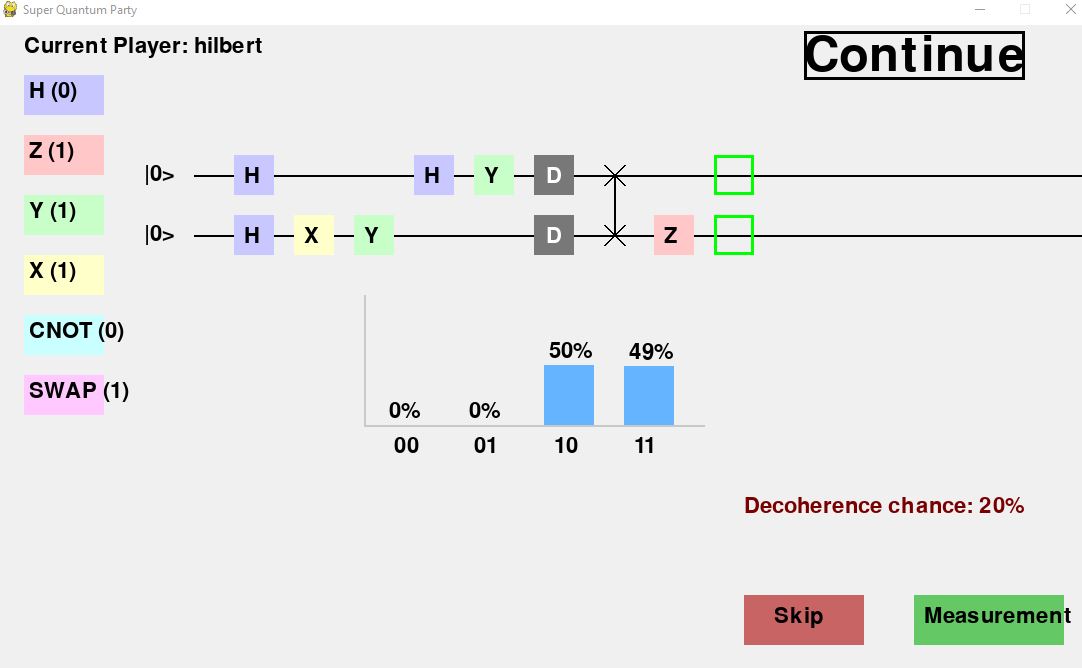 Super Quantum Party
Current Player: hilbert
Continue
H (0)
Z (1)
Y (1)
X (1)
CNOT (0)
SWAP (1)
|0> H H Y D
|0> H X Y D Z
50% 49%
0% 0%
00 01 10 11
Decoherence chance: 20%
Skip Measurement